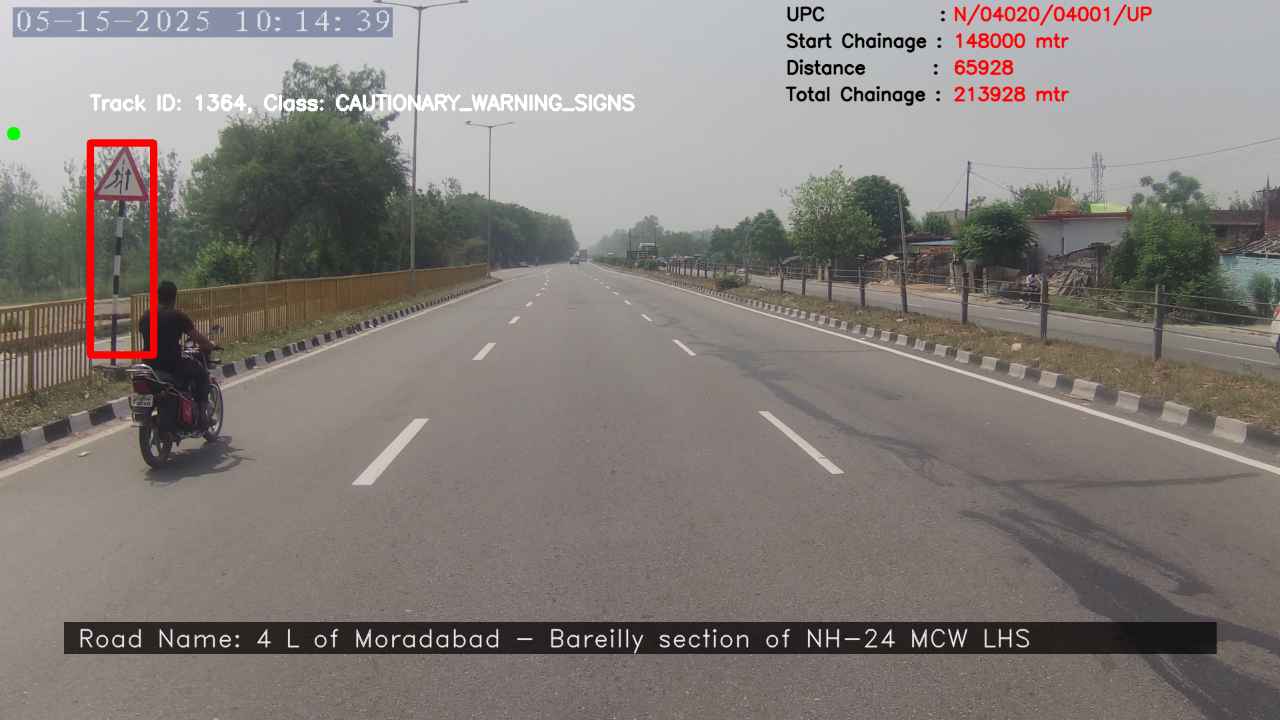 05-15-2025 10:14:39
UPC : N/04020/04001/UP
Start Chainage : 148000 mtr
Distance : 65928
Total Chainage : 213928 mtr
Track ID: 1364, Class: CAUTIONARY_WARNING_SIGNS
Road Name: 4 L of Moradabad - Bareilly section of NH-24 MCW LHS